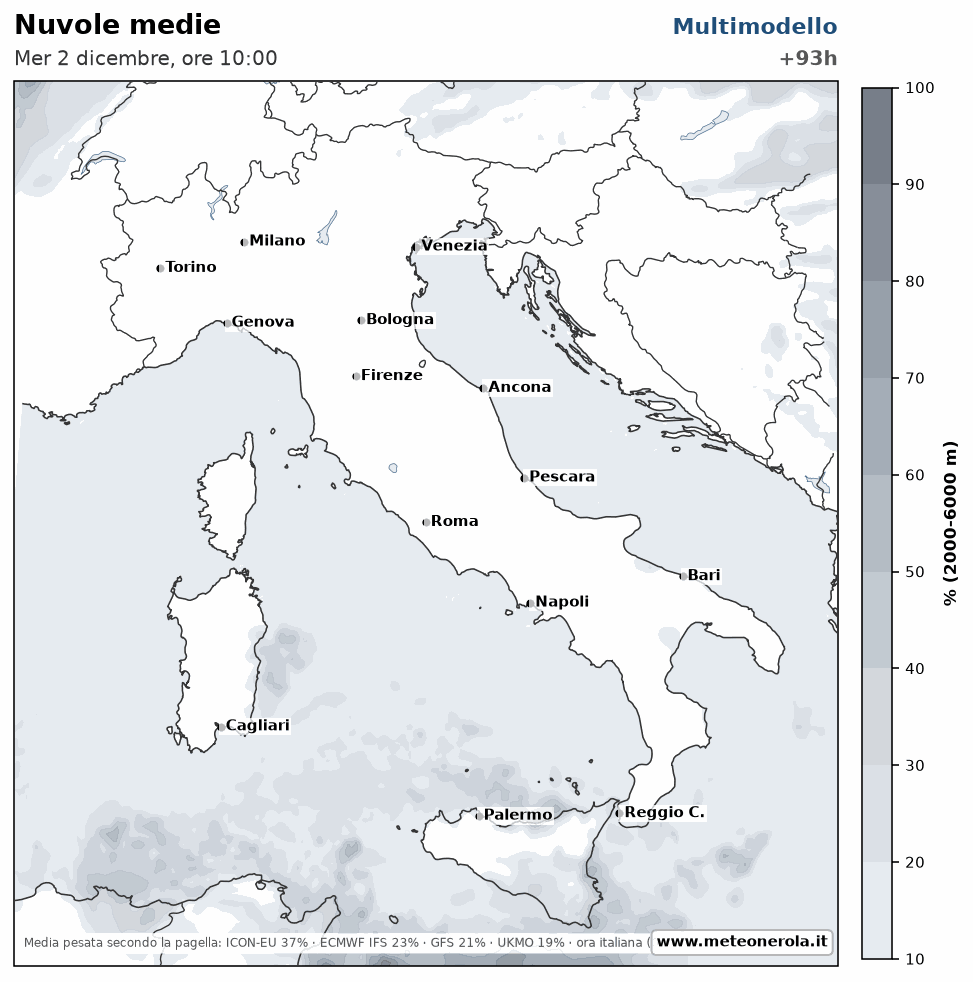 Nuvole medie
Multimodello
Mer 2 dicembre, ore 10:00
+93h
100
90
80
70
60
50
40
30
20
10
% (2000-6000 m)
Milano
Venezia
Torino
Genova
Bologna
Firenze
Ancona
Pescara
Roma
Bari
Napoli
Cagliari
Palermo
Reggio C.
Media pesata secondo la pagella: ICON-EU 37% · ECMWF IFS 23% · GFS 21% · UKMO 19% · ora italiana (
www.meteonerola.it